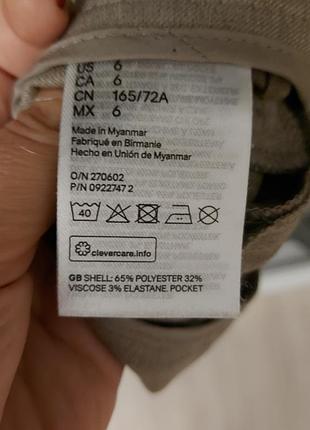 US 6
CA 6
CN 165/72A
MX 6
Made in Myanmar
Fabriqué en Birmanie
Hecho en Unión de Myanmar
O/N 270602
P/N 0922747 2
40
clevercare.info
GB SHELL: 65% POLYESTER 32%
VISCOSE 3% ELASTANE. POCKET